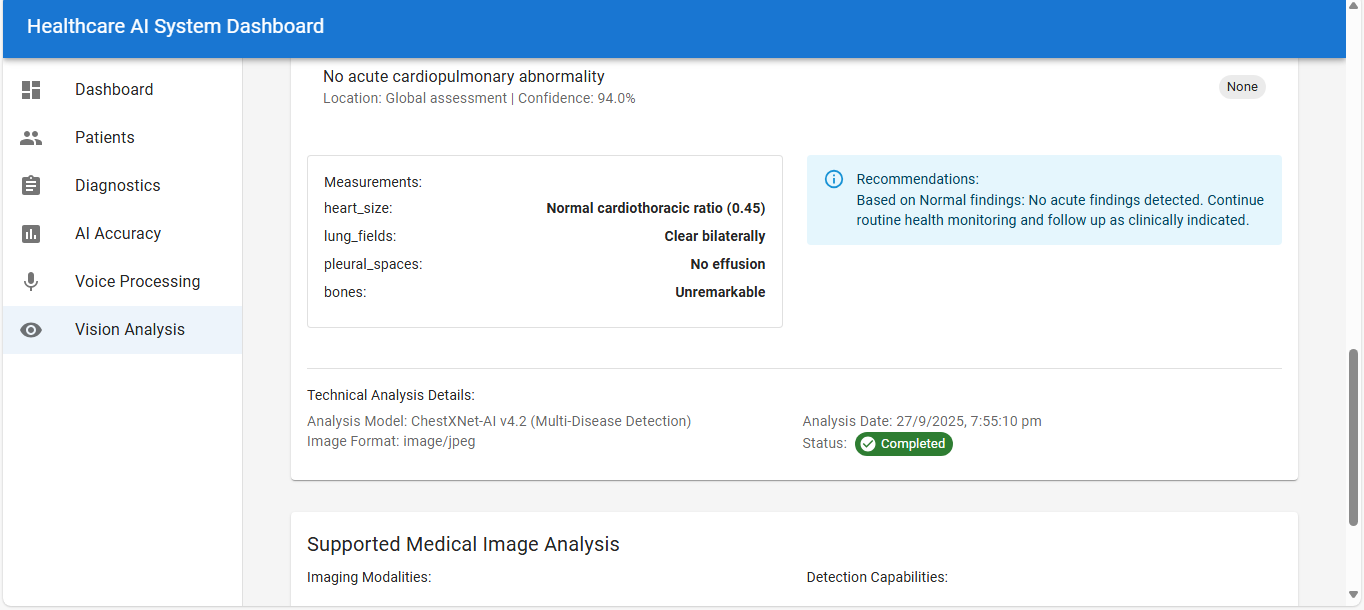 Healthcare AI System Dashboard
Dashboard
Patients
Diagnostics
AI Accuracy
Voice Processing
Vision Analysis
No acute cardiopulmonary abnormality
Location: Global assessment | Confidence: 94.0%
None
Measurements:
heart_size: Normal cardiothoracic ratio (0.45)
lung_fields: Clear bilaterally
pleural_spaces: No effusion
bones: Unremarkable
Recommendations:
Based on Normal findings: No acute findings detected. Continue
routine health monitoring and follow up as clinically indicated.
Technical Analysis Details:
Analysis Model: ChestXNet-AI v4.2 (Multi-Disease Detection)
Image Format: image/jpeg
Analysis Date: 27/9/2025, 7:55:10 pm
Status: Completed
Supported Medical Image Analysis
Imaging Modalities:
Detection Capabilities: